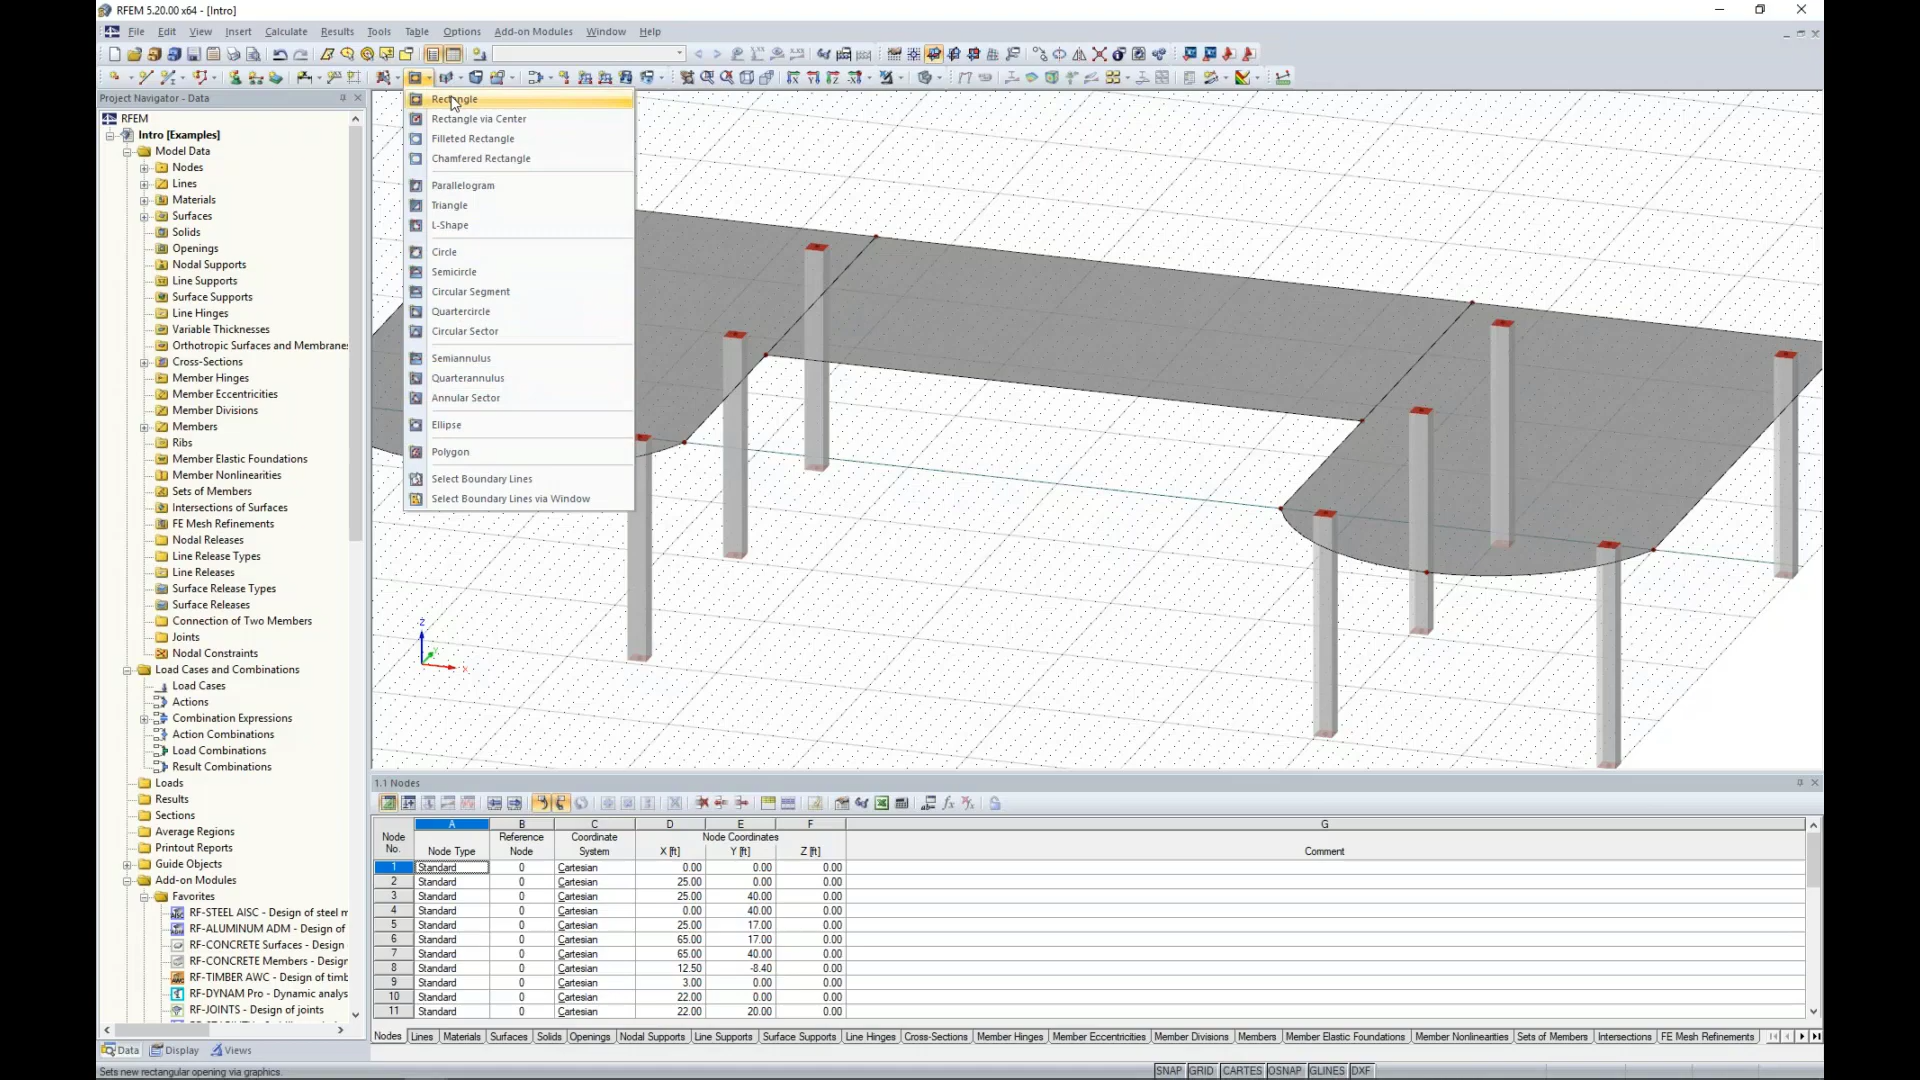 RFEM 5.20.00 x64 - [Intro]
File Edit View Insert Calculate Results Tools Table Options Add-on Modules Window Help
Project Navigator - Data
RFEM
Intro [Examples]
Model Data
Nodes
Lines
Materials
Surfaces
Solids
Openings
Nodal Supports
Line Supports
Surface Supports
Line Hinges
Variable Thicknesses
Orthotropic Surfaces and Membranes
Cross-Sections
Member Hinges
Member Eccentricities
Member Divisions
Members
Ribs
Member Elastic Foundations
Member Nonlinearities
Sets of Members
Intersections of Surfaces
FE Mesh Refinements
Nodal Releases
Line Release Types
Line Releases
Surface Release Types
Surface Releases
Connection of Two Members
Joints
Nodal Constraints
Load Cases and Combinations
Load Cases
Actions
Combination Expressions
Action Combinations
Load Combinations
Result Combinations
Loads
Results
Sections
Average Regions
Printout Reports
Guide Objects
Add-on Modules
Favorites
RF-STEEL AISC - Design of steel m
RF-ALUMINUM ADM - Design of
RF-CONCRETE Surfaces - Design
RF-CONCRETE Members - Design
RF-TIMBER AWC - Design of timb
RF-DYNAM Pro - Dynamic analys
RF-JOINTS - Design of joints
Data Display Views
Rectangle
Rectangle via Center
Filleted Rectangle
Chamfered Rectangle
Parallelogram
Triangle
L-Shape
Circle
Semicircle
Circular Segment
Quartercircle
Circular Sector
Semiannulus
Quarterannulus
Annular Sector
Ellipse
Polygon
Select Boundary Lines
Select Boundary Lines via Window
Z
X
1.1 Nodes
A B C D E F G
Node Reference Coordinate Node Coordinates
No. Node Type Node System X [ft] Y [ft] Z [ft] Comment
1 Standard 0 Cartesian 0.00 0.00 0.00
2 Standard 0 Cartesian 25.00 0.00 0.00
3 Standard 0 Cartesian 25.00 40.00 0.00
4 Standard 0 Cartesian 0.00 40.00 0.00
5 Standard 0 Cartesian 25.00 17.00 0.00
6 Standard 0 Cartesian 65.00 17.00 0.00
7 Standard 0 Cartesian 65.00 40.00 0.00
8 Standard 0 Cartesian 12.50 -8.40 0.00
9 Standard 0 Cartesian 3.00 0.00 0.00
10 Standard 0 Cartesian 22.00 0.00 0.00
11 Standard 0 Cartesian 22.00 20.00 0.00
Nodes Lines Materials Surfaces Solids Openings Nodal Supports Line Supports Surface Supports Line Hinges Cross-Sections Member Hinges Member Eccentricities Member Divisions Members Member Elastic Foundations Member Nonlinearities Sets of Members Intersections FE Mesh Refinements
Sets new rectangular opening via graphics.
SNAP GRID CARTES OSNAP GLINES DXF